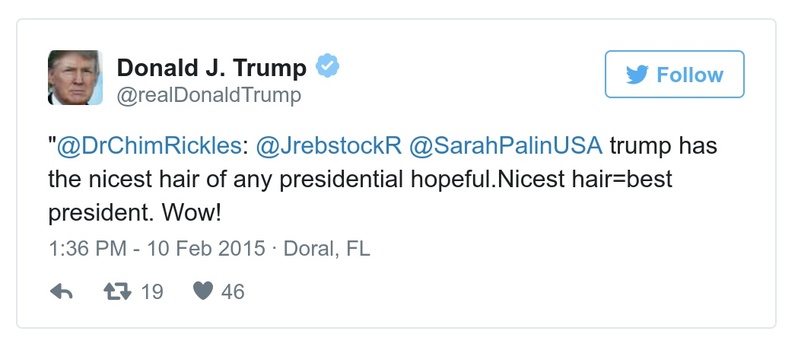 Donald J. Trump
@realDonaldTrump
Follow
"@DrChimRickles: @JrebstockR @SarahPalinUSA trump has
the nicest hair of any presidential hopeful.Nicest hair=best
president. Wow!
1:36 PM - 10 Feb 2015 · Doral, FL
19 46